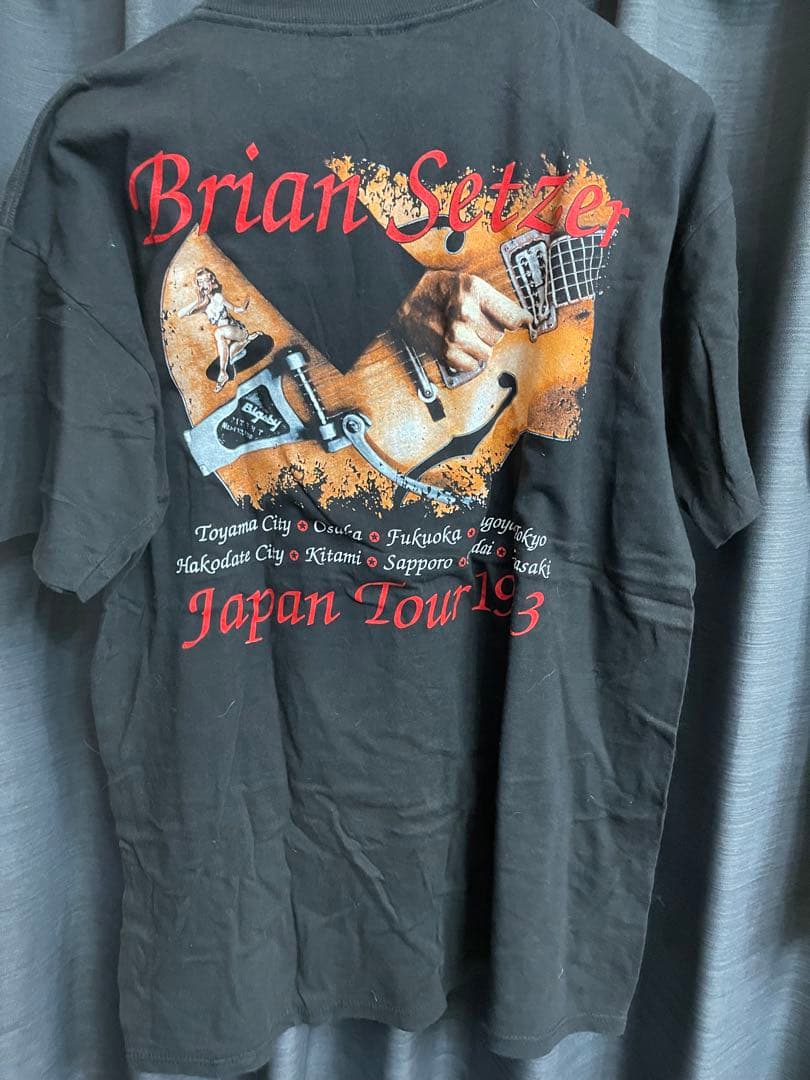 Brian Setzer
Bigsby
Toyama City Osaka Fukuoka Tokyo
Hakodate City Kitami Sapporo
Japan Tour